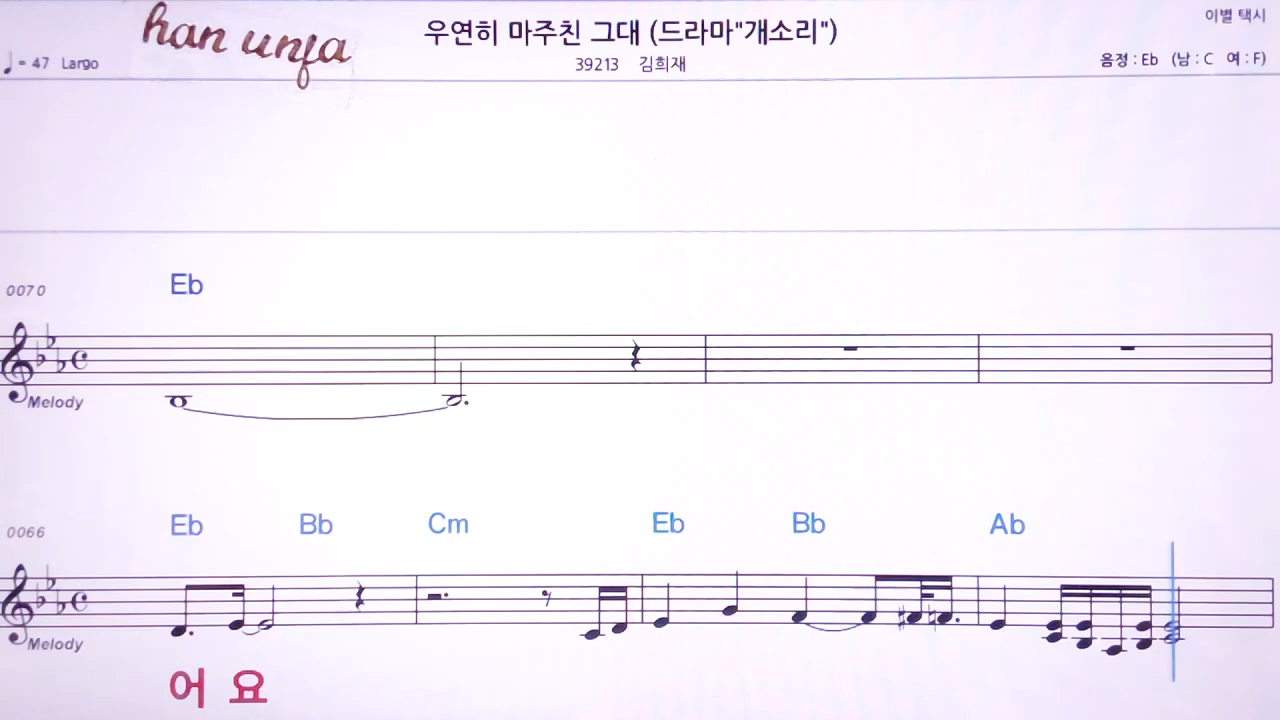 han unfa
우연히 마주친 그대 (드라마"개소리")
이별 택시
♩= 47 Largo
39213 김희재
음정 : Eb (남 : C 여 : F)
0070
Eb
Melody
0066
Eb Bb Cm Eb Bb Ab
Melody
어 요